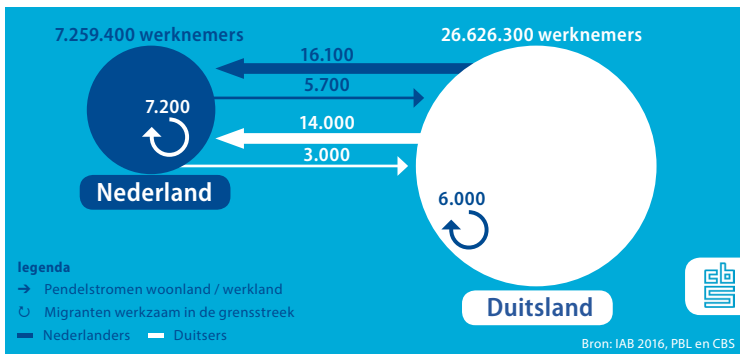 7.259.400 werknemers
26.626.300 werknemers
16.100
5.700
7.200
14.000
3.000
Nederland
6.000
legenda
Pendelstromen woonland / werkland
Migranten werkzaam in de grensstreek
Nederlanders Duitsers
Duitsland
cbs
Bron: IAB 2016, PBL en CBS